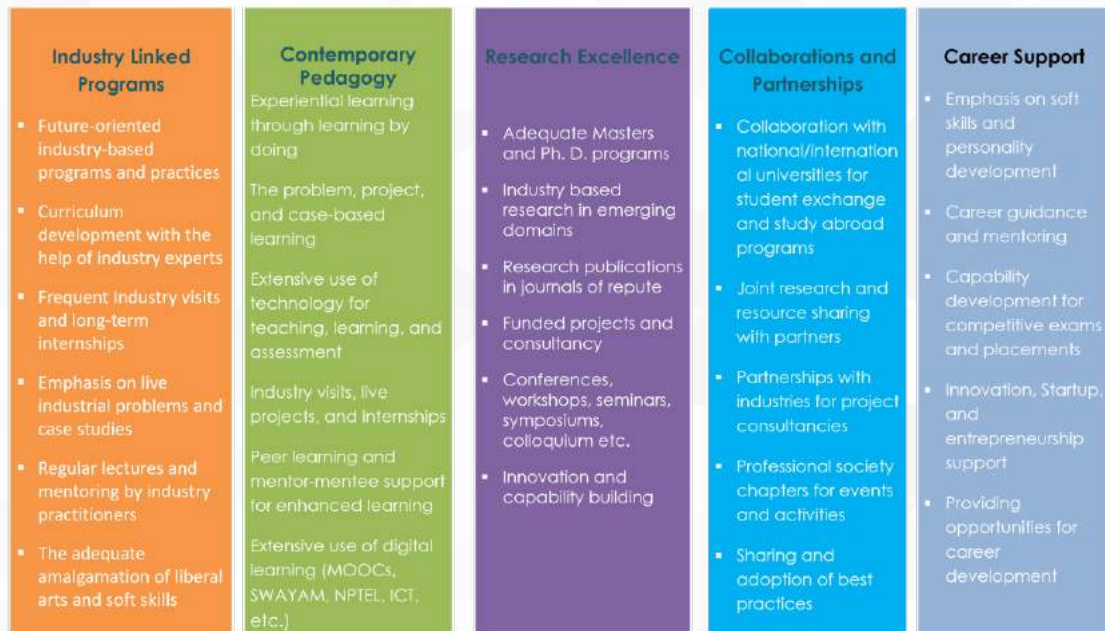 Industry Linked
Programs
▪ Future-oriented
industry-based
programs and practices
▪ Curriculum
development with the
help of industry experts
▪ Frequent Industry visits
and long-term
internships
▪ Emphasis on live
industrial problems and
case studies
▪ Regular lectures and
mentoring by industry
practitioners
▪ The adequate
amalgamation of liberal
arts and soft skills
Contemporary
Pedagogy
Experiential learning
through learning by
doing
The problem, project,
and case-based
learning
Extensive use of
technology for
teaching, learning, and
assessment
Industry visits, live
projects, and internships
Peer learning and
mentor-mentee support
for enhanced learning
Extensive use of digital
learning (MOOCs,
SWAYAM, NPTEL, ICT,
etc.)
Research Excellence
▪ Adequate Masters
and Ph. D. programs
▪ Industry based
research in emerging
domains
▪ Research publications
in journals of repute
▪ Funded projects and
consultancy
▪ Conferences,
workshops, seminars,
symposiums,
colloquium etc.
▪ Innovation and
capability building
Collaborations and
Partnerships
▪ Collaboration with
national/internation
al universities for
student exchange
and study abroad
programs
▪ Joint research and
resource sharing
with partners
▪ Partnerships with
industries for project
consultancies
▪ Professional society
chapters for events
and activities
▪ Sharing and
adoption of best
practices
Career Support
▪ Emphasis on soft
skills and
personality
development
▪ Career guidance
and mentoring
▪ Capability
development for
competitive exams
and placements
▪ Innovation, Startup,
and
entrepreneurship
support
▪ Providing
opportunities for
career
development